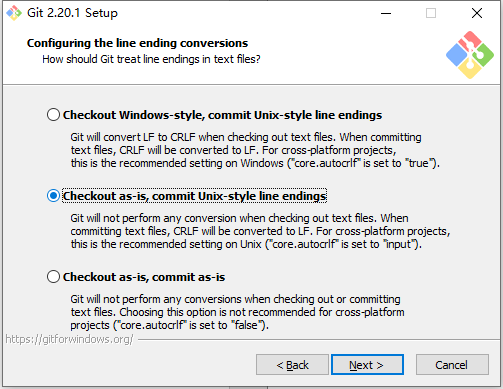 Git 2.20.1 Setup
Configuring the line ending conversions
How should Git treat line endings in text files?
Checkout Windows-style, commit Unix-style line endings
Git will convert LF to CRLF when checking out text files. When committing
text files, CRLF will be converted to LF. For cross-platform projects,
this is the recommended setting on Windows ("core.autocrlf" is set to "true").
Checkout as-is, commit Unix-style line endings
Git will not perform any conversion when checking out text files. When
committing text files, CRLF will be converted to LF. For cross-platform projects,
this is the recommended setting on Unix ("core.autocrlf" is set to "input").
Checkout as-is, commit as-is
Git will not perform any conversions when checking out or committing
text files. Choosing this option is not recommended for cross-platform
projects ("core.autocrlf" is set to "false").
https://gitforwindows.org/
< Back
Next >
Cancel